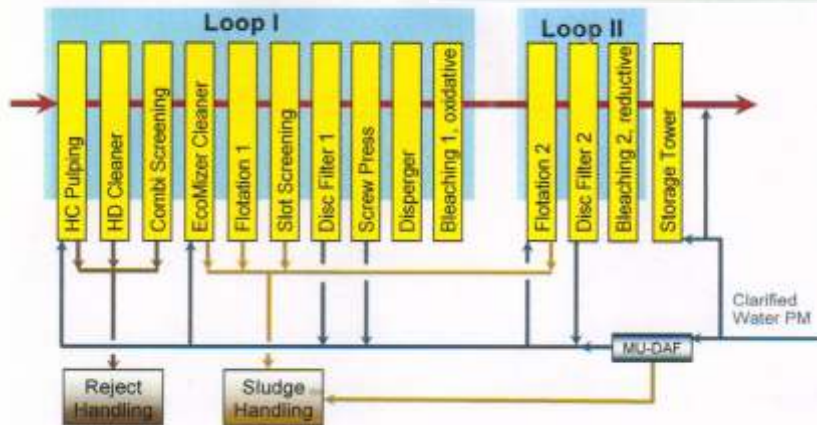 Loop I
Loop II
HC Pulping
HD Cleaner
Combi Screening
EcoMizer Cleaner
Flotation 1
Slot Screening
Disc Filter 1
Screw Press
Disperger
Bleaching 1, oxidative
Flotation 2
Disc Filter 2
Bleaching 2, reductive
Storage Tower
Clarified
Water PM
MU-DAF
Reject
Handling
Sludge
Handling